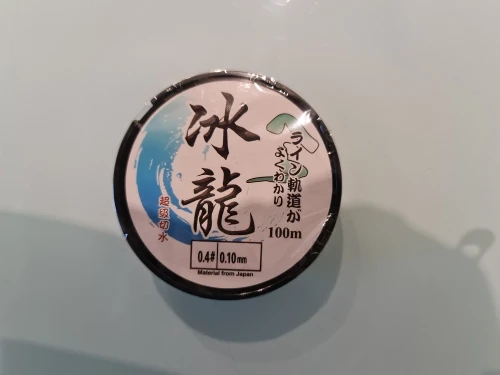 冰龍
ライン軌道が
よくわかり
100m
超級切水
0.4# 0.10mm
Material from Japan